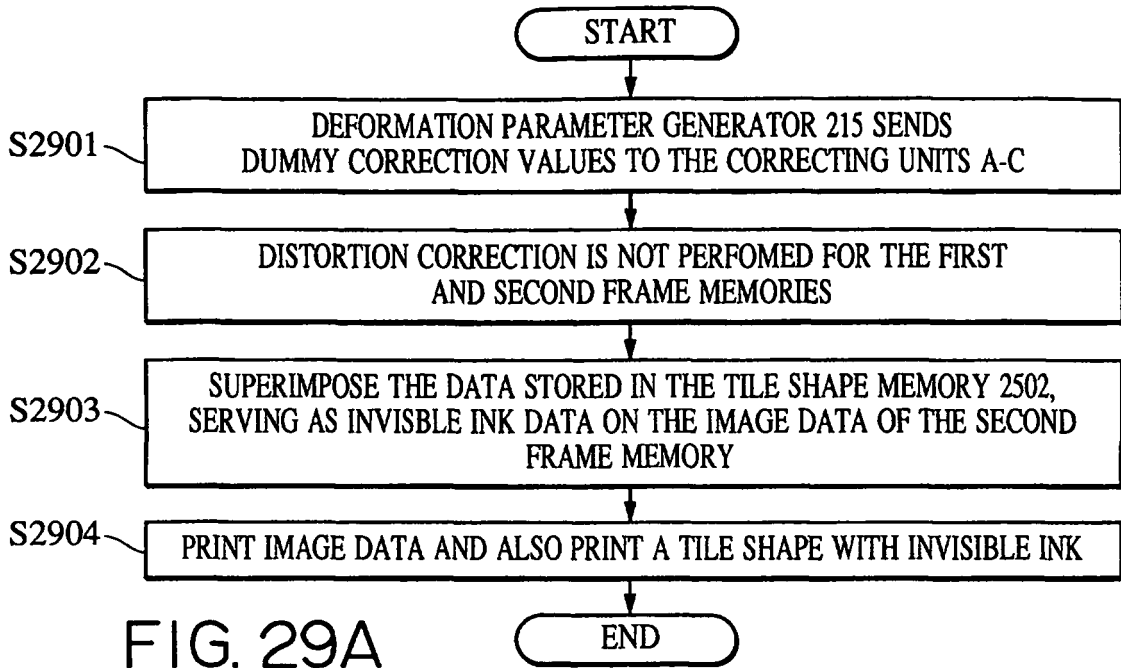 START
S2901
DEFORMATION PARAMETER GENERATOR 215 SENDS
DUMMY CORRECTION VALUES TO THE CORRECTING UNITS A-C
S2902
DISTORTION CORRECTION IS NOT PERFOMED FOR THE FIRST
AND SECOND FRAME MEMORIES
S2903
SUPERIMPOSE THE DATA STORED IN THE TILE SHAPE MEMORY 2502,
SERVING AS INVISBLE INK DATA ON THE IMAGE DATA OF THE SECOND
FRAME MEMORY
S2904
PRINT IMAGE DATA AND ALSO PRINT A TILE SHAPE WITH INVISIBLE INK
END
FIG. 29A